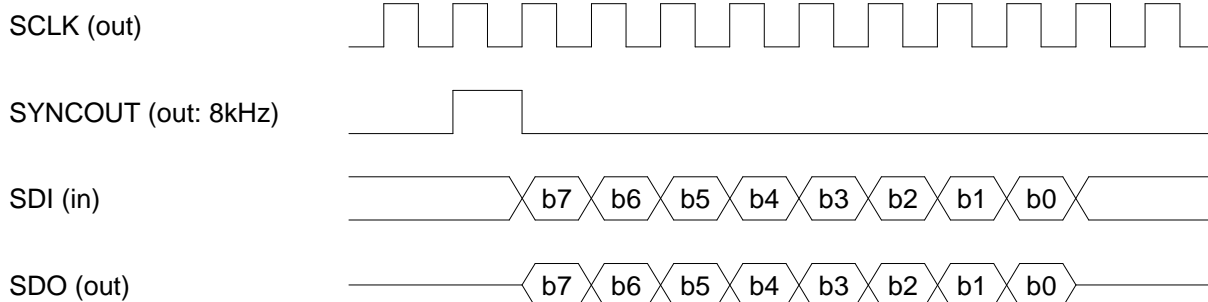 SCLK (out)
SYNCOUT (out: 8kHz)
SDI (in) b7 b6 b5 b4 b3 b2 b1 b0
SDO (out) b7 b6 b5 b4 b3 b2 b1 b0